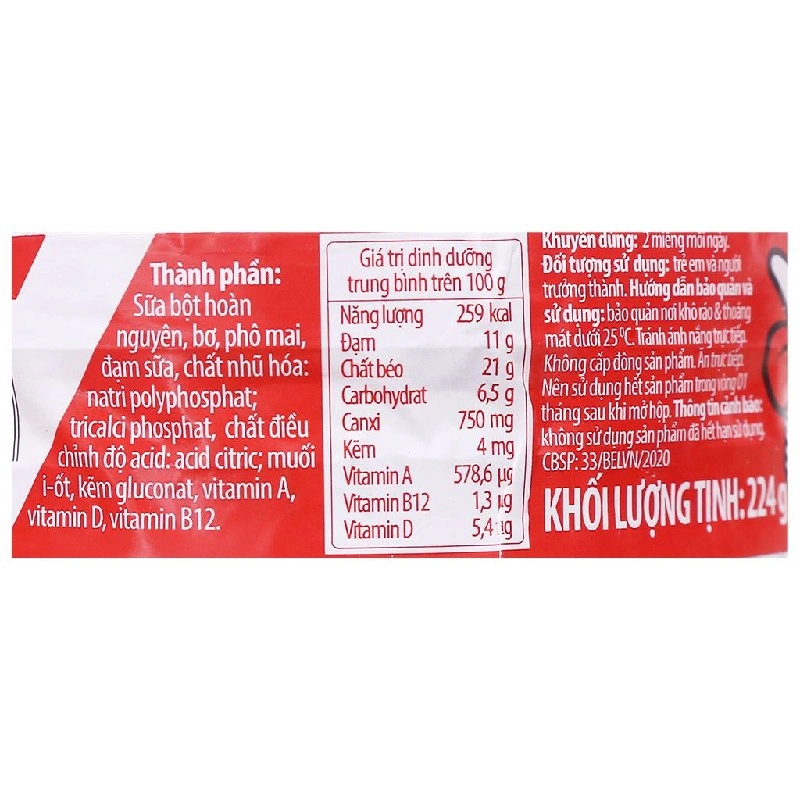 Thành phần:
Sữa bột hoàn
nguyên, bơ, phô mai,
đạm sữa, chất nhũ hóa:
natri polyphosphat;
tricalci phosphat, chất điều
chỉnh độ acid: acid citric; muối
i-ốt, kẽm gluconat, vitamin A,
vitamin D, vitamin B12.
Giá trị dinh dưỡng
trung bình trên 100 g
Năng lượng 259 kcal
Đạm 11 g
Chất béo 21 g
Carbohydrat 6,5 g
Canxi 750 mg
Kẽm 4 mg
Vitamin A 578,6 µg
Vitamin B12 1,3 µg
Vitamin D 5,4 µg
Khuyên dùng: 2 miếng mỗi ngày.
Đối tượng sử dụng: trẻ em và người
trưởng thành. Hướng dẫn bảo quản và
sử dụng: bảo quản nơi khô ráo & thoáng
mát dưới 25 ⁰C. Tránh ánh nắng trực tiếp.
Không cấp đông sản phẩm. Ăn trực tiếp.
Nên sử dụng hết sản phẩm trong vòng 01
tháng sau khi mở hộp. Thông tin cảnh báo:
không sử dụng sản phẩm đã hết hạn sử dụng.
CBSP: 33/BELVN/2020
KHỐI LƯỢNG TỊNH: 224 g